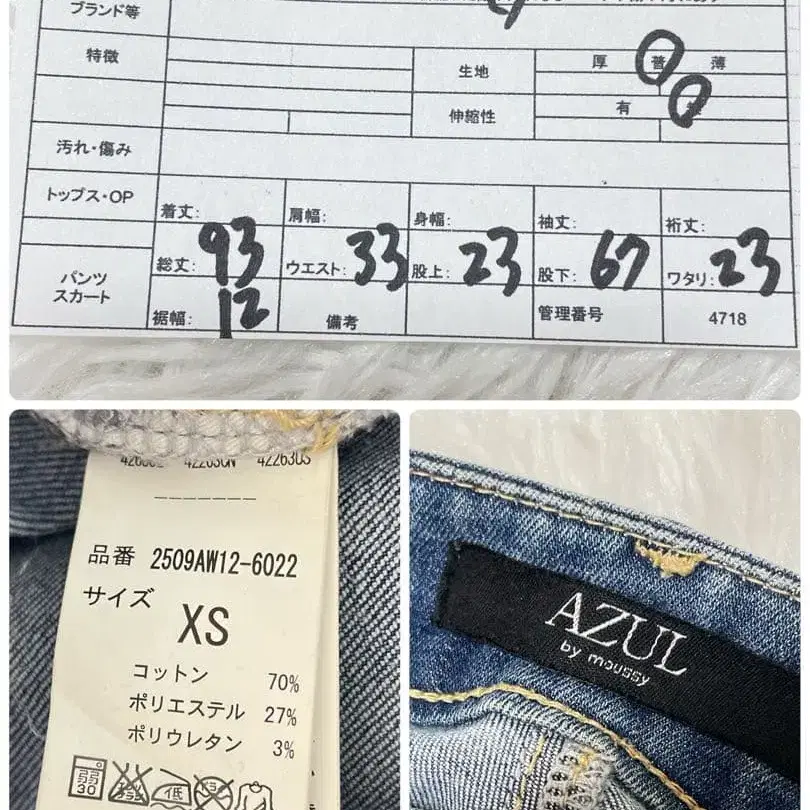 ブランド等
特徴
生地 厚 普 薄
伸縮性 有
汚れ・傷み
トップス・OP 着丈: 肩幅: 身幅: 袖丈: 裄丈:
パンツ スカート 総丈: 93 ウエスト: 33 股上: 23 股下: 67 ワタリ: 23
裾幅: 12 備考 管理番号 4718
品番 2509AW12-6022
サイズ
XS
コットン 70%
ポリエステル 27%
ポリウレタン 3%
弱 30 低
AZUL
by moussy